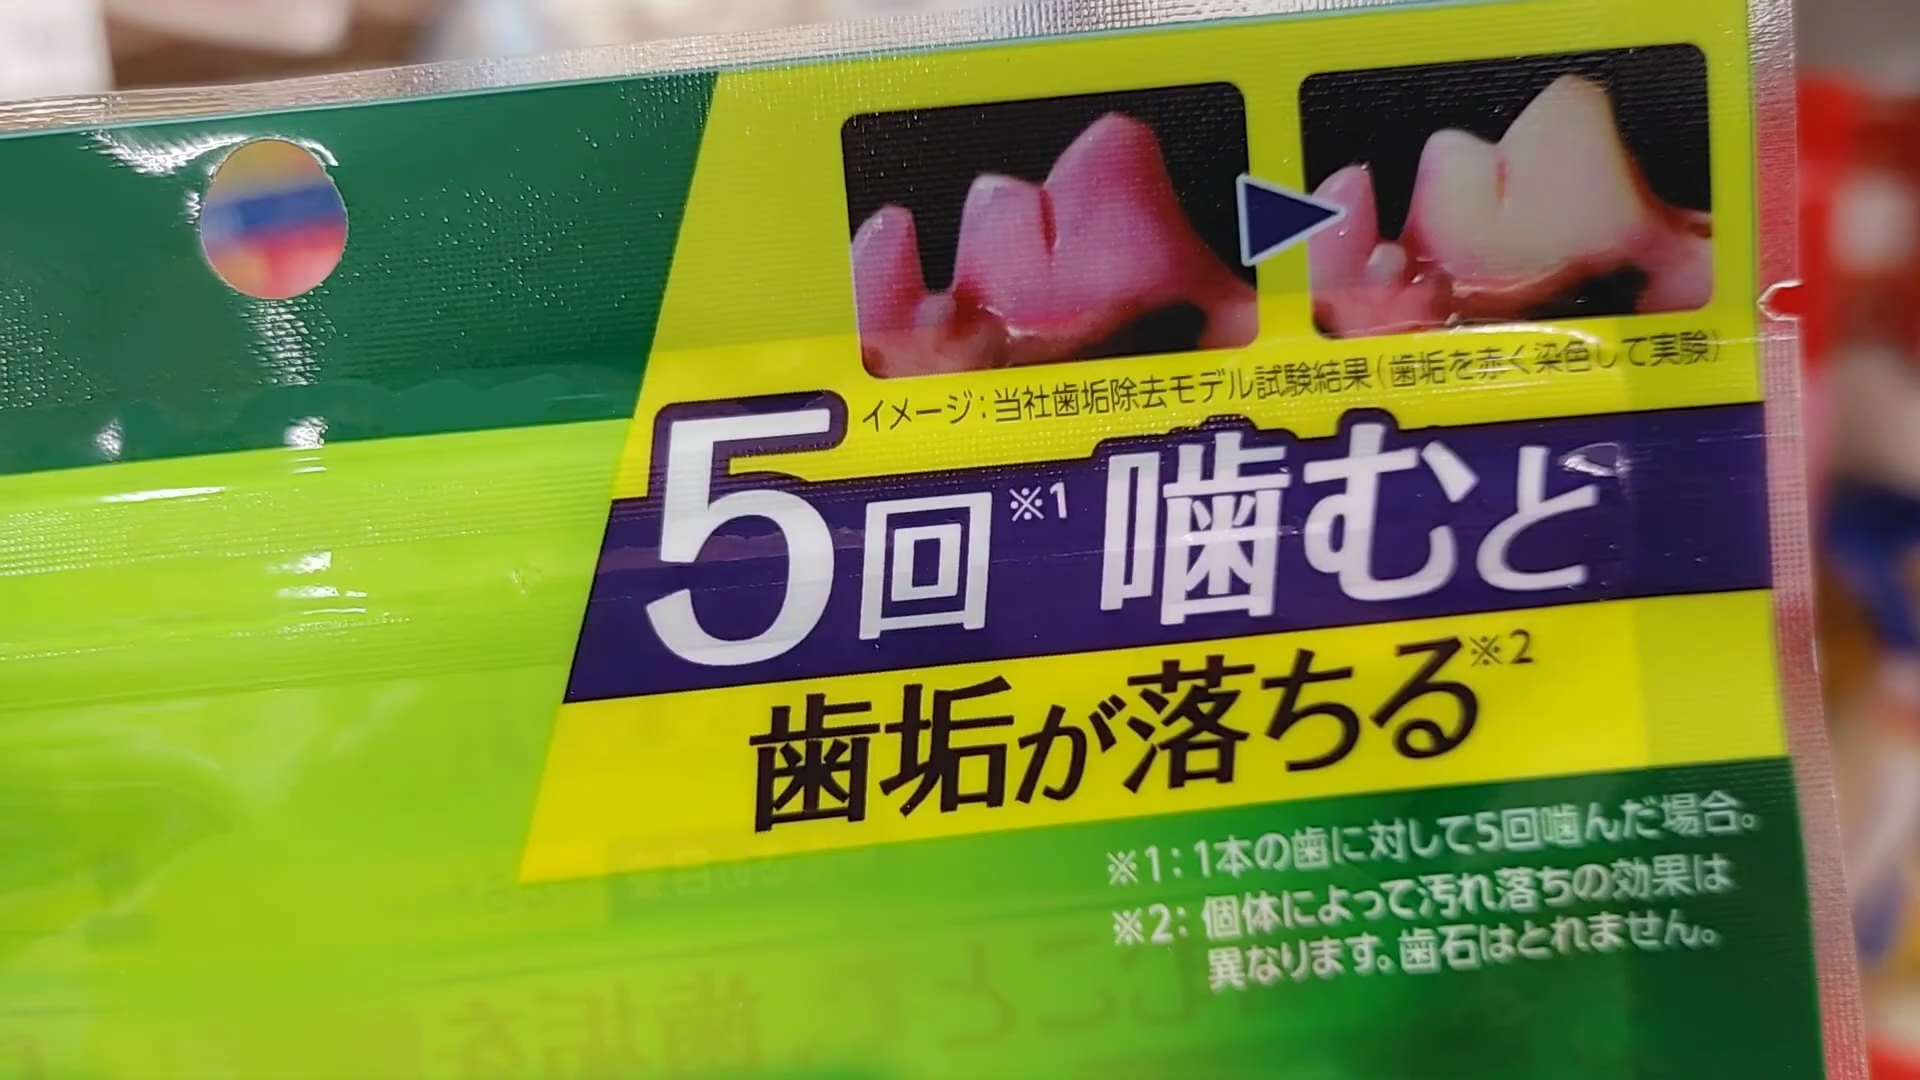 イメージ:当社歯垢除去モデル試験結果(歯垢を赤く染色して実験)
5回※1 噛むと
歯垢が落ちる※2
※1:1本の歯に対して5回噛んだ場合。
※2:個体によって汚れ落ちの効果は
異なります。歯石はとれません。